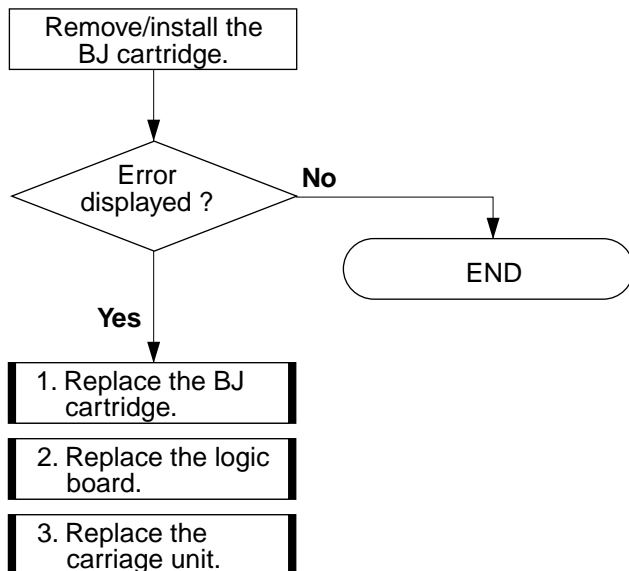 Remove/install the
BJ cartridge.
Error
displayed ?
No
END
Yes
1. Replace the BJ
cartridge.
2. Replace the logic
board.
3. Replace the
carriage unit.